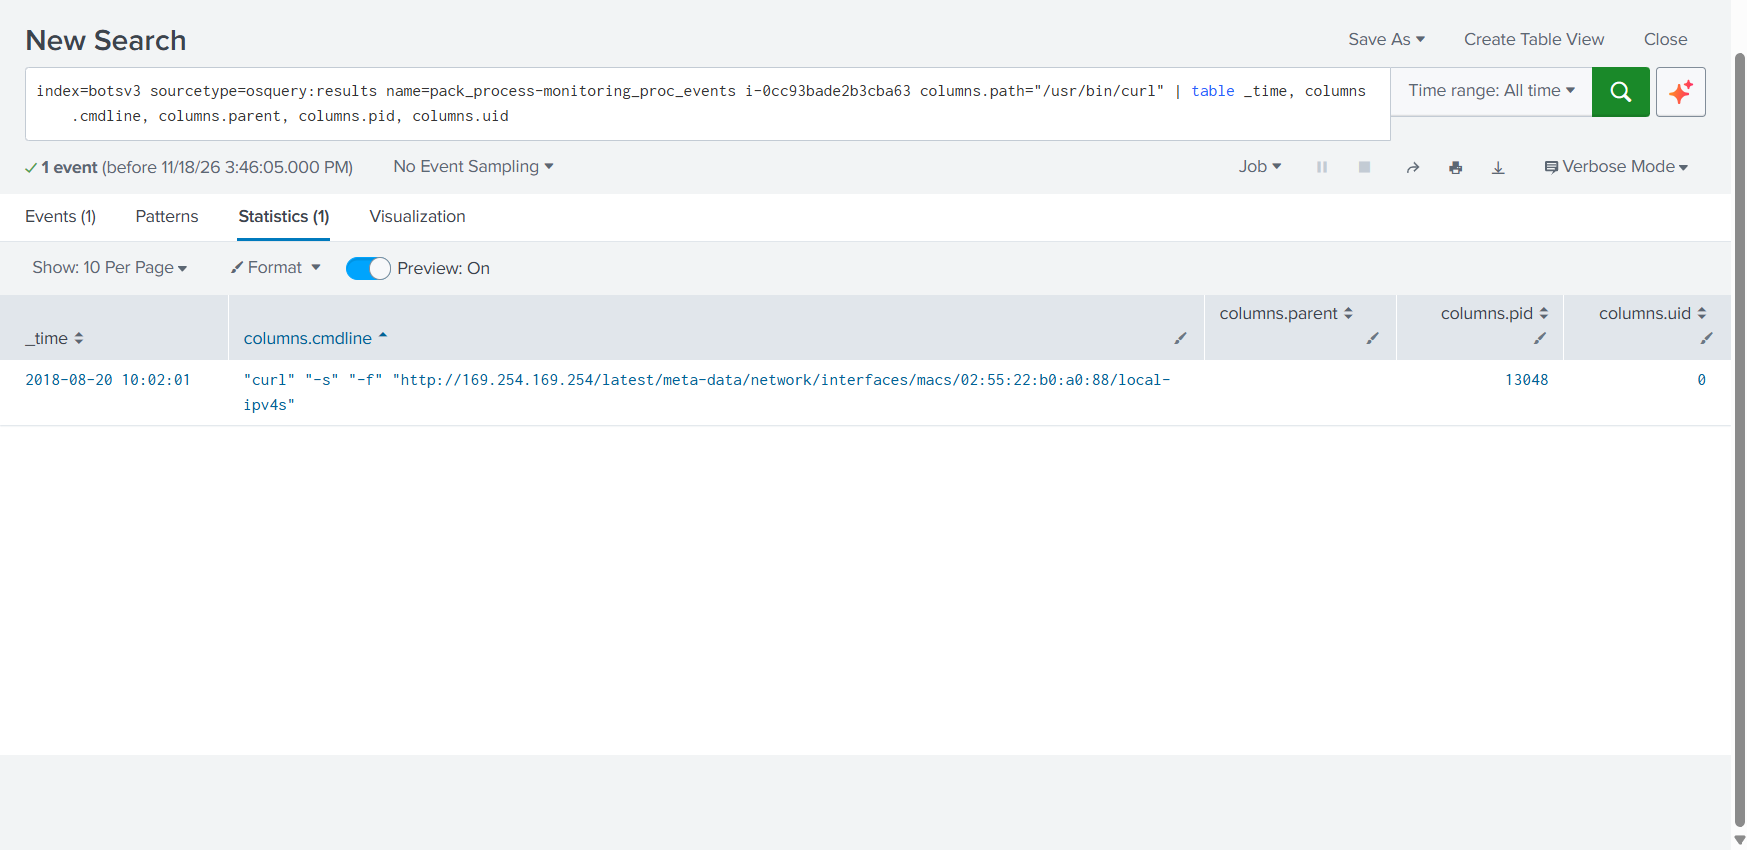 New Search
Save As
Create Table View
Close
index=botsv3 sourcetype=osquery:results name=pack_process-monitoring_proc_events i-0cc93bade2b3cba63 columns.path="/usr/bin/curl" | table _time, columns
.cmdline, columns.parent, columns.pid, columns.uid
Time range: All time
1 event (before 11/18/26 3:46:05.000 PM)
No Event Sampling
Job
Verbose Mode
Events (1)
Patterns
Statistics (1)
Visualization
Show: 10 Per Page
Format
Preview: On
_time
columns.cmdline
columns.parent
columns.pid
columns.uid
2018-08-20 10:02:01
"curl" "-s" "-f" "http://169.254.169.254/latest/meta-data/network/interfaces/macs/02:55:22:b0:a0:88/local-
ipv4s"
13048
0